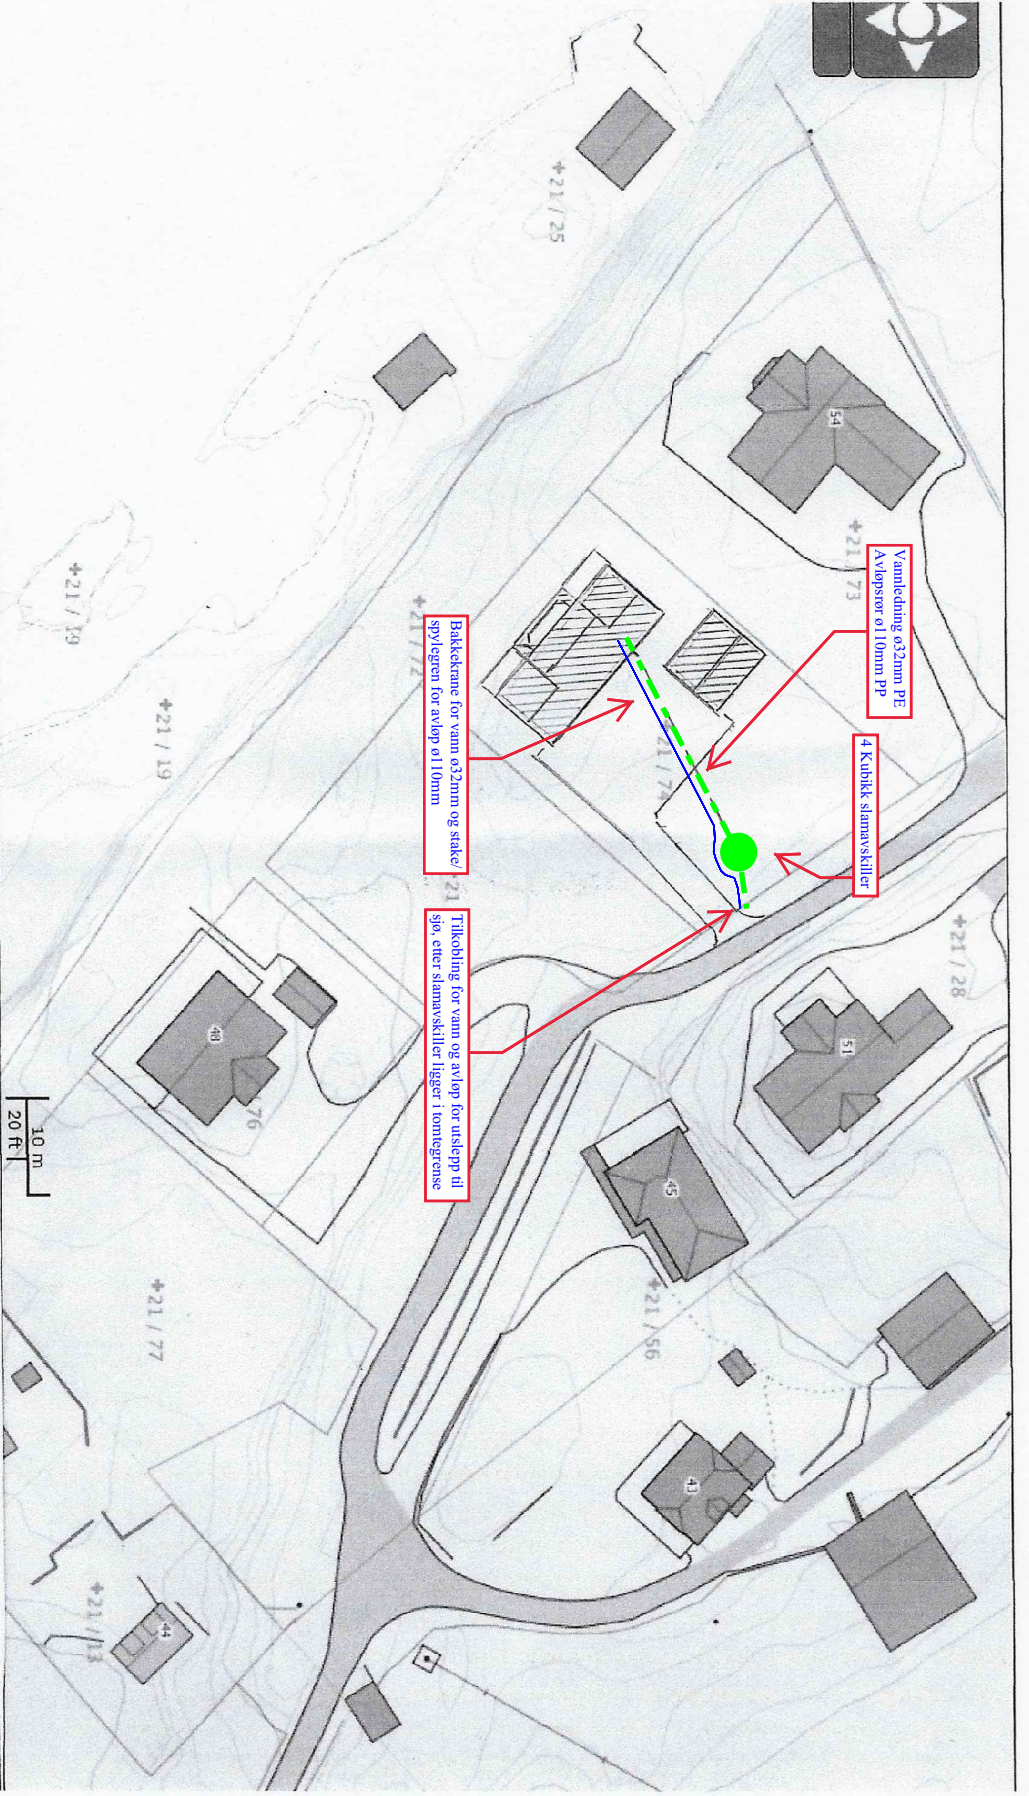 Vannledning ø32mm PE
Avløpsrør ø110mm PP
4 Kubikk slamavskiller
Bakkekrane for vann ø32mm og stake/
spylegren for avløp ø110mm
Tilkobling for vann og avløp for utslepp til
sjø, etter slamavskiller ligger i tomtegrense
21 / 25
54
21 / 73
21 / 72
21 / 74
21 / 19
21 / 19
21
21 / 28
51
48
76
45
21 / 56
21 / 77
43
21 / 13
44
10 m
20 ft